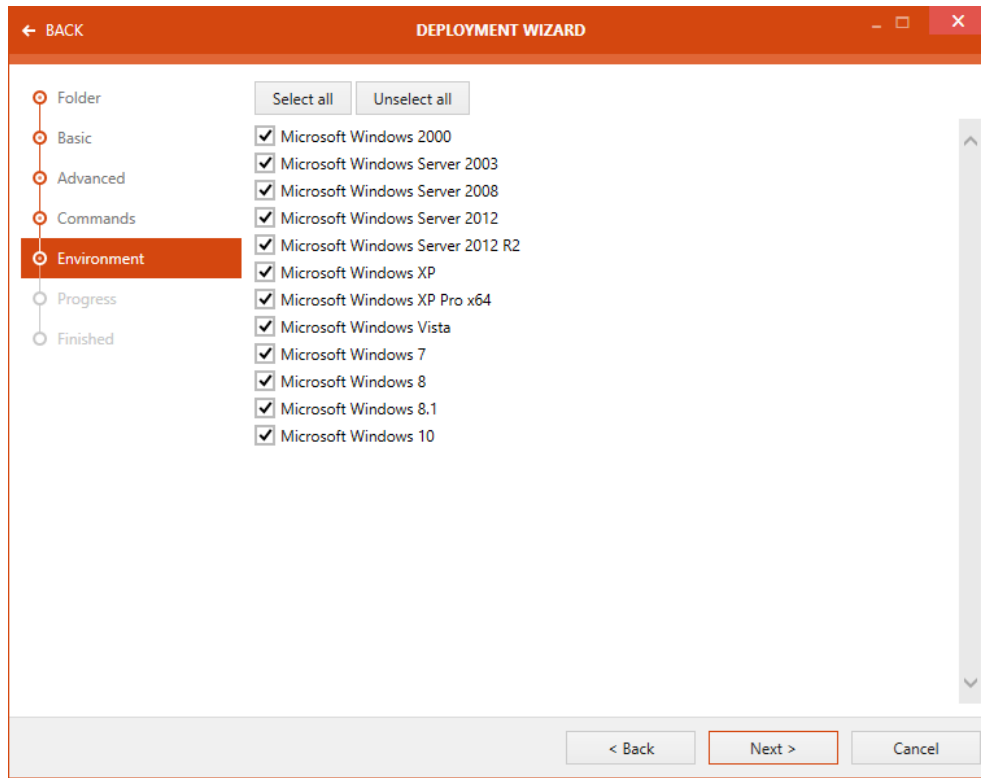 BACK
DEPLOYMENT WIZARD
Folder
Basic
Advanced
Commands
Environment
Progress
Finished
Select all
Unselect all
Microsoft Windows 2000
Microsoft Windows Server 2003
Microsoft Windows Server 2008
Microsoft Windows Server 2012
Microsoft Windows Server 2012 R2
Microsoft Windows XP
Microsoft Windows XP Pro x64
Microsoft Windows Vista
Microsoft Windows 7
Microsoft Windows 8
Microsoft Windows 8.1
Microsoft Windows 10
< Back
Next >
Cancel